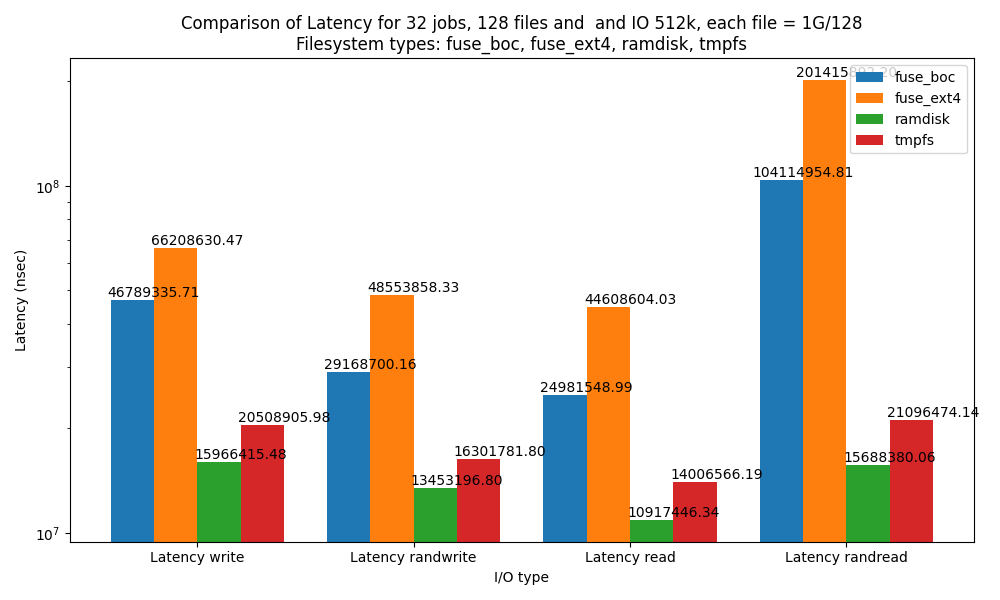 Comparison of Latency for 32 jobs, 128 files and  and IO 512k, each file = 1G/128
Filesystem types: fuse_boc, fuse_ext4, ramdisk, tmpfs
fuse_boc
fuse_ext4
ramdisk
tmpfs
Latency (nsec)
10^8
10^7
46789335.71
66208630.47
15966415.48
20508905.98
29168700.16
48553858.33
13453196.80
16301781.80
24981548.99
44608604.03
10917446.34
14006566.19
104114954.81
15688380.06
21096474.14
Latency write
Latency randwrite
Latency read
Latency randread
I/O type